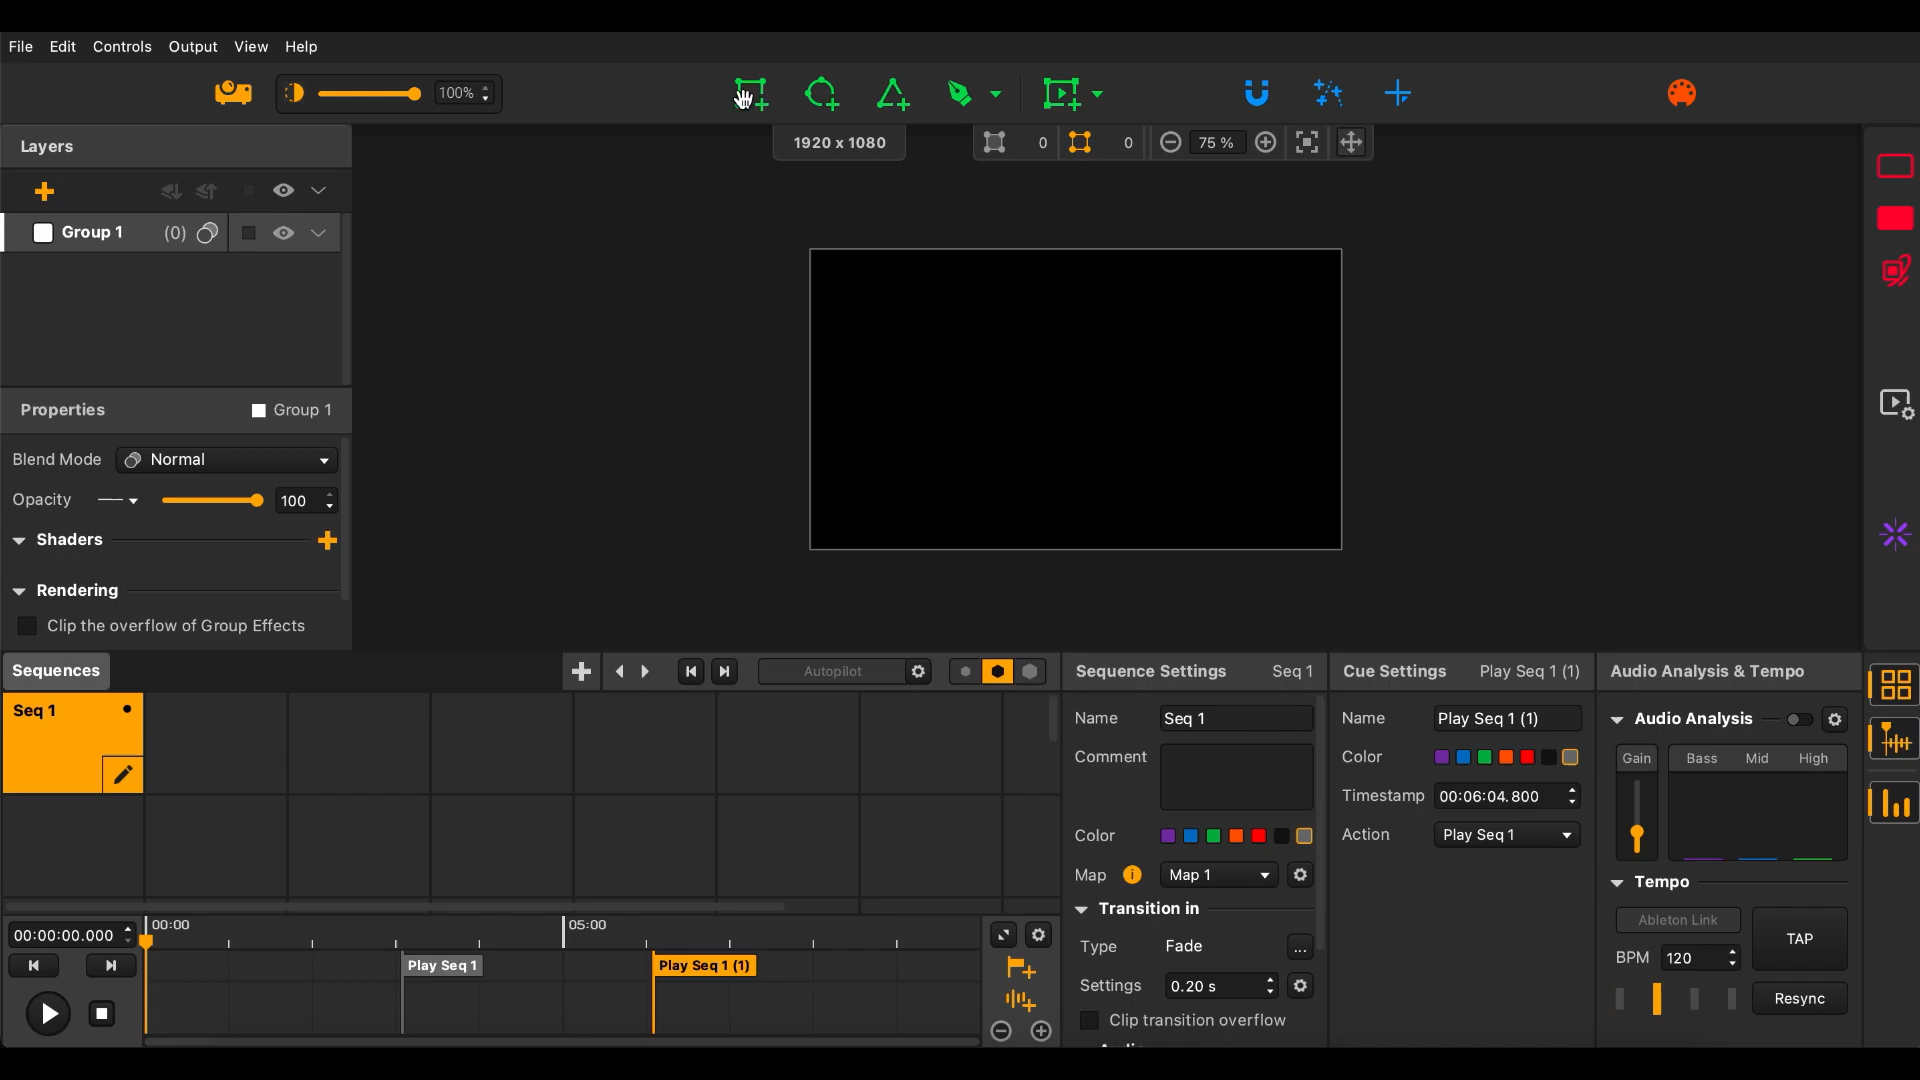 File Edit Controls Output View Help
100%
1920 x 1080 0 0 75 %
Layers
Group 1 (0)
Properties Group 1
Blend Mode Normal
Opacity 100
Shaders
Rendering
Clip the overflow of Group Effects
Sequences Autopilot
Seq 1
00:00:00.000 00:00 05:00
Play Seq 1 Play Seq 1 (1)
Sequence Settings Seq 1
Name Seq 1
Comment
Color
Map i Map 1
Transition in
Type Fade ...
Settings 0.20 s
Clip transition overflow
Cue Settings Play Seq 1 (1)
Name Play Seq 1 (1)
Color
Timestamp 00:06:04.800
Action Play Seq 1
Audio Analysis & Tempo
Audio Analysis
Gain Bass Mid High
Tempo
Ableton Link TAP
BPM 120
Resync